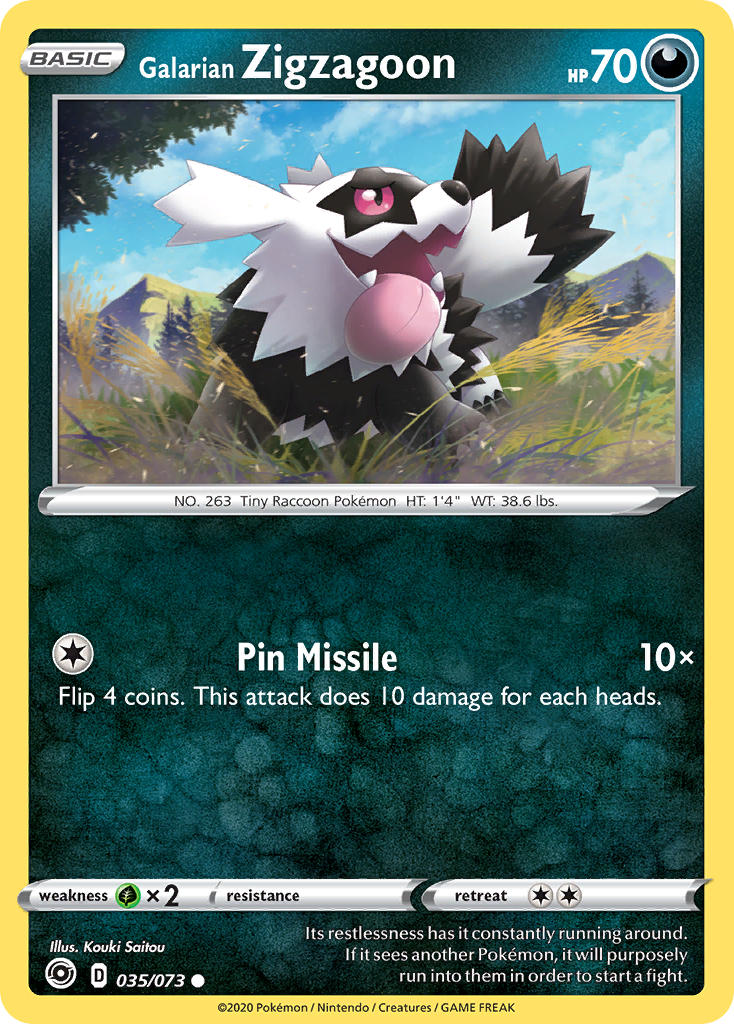 BASIC
Galarian Zigzagoon
HP 70
NO. 263 Tiny Raccoon Pokémon HT: 1'4" WT: 38.6 lbs.
Pin Missile 10×
Flip 4 coins. This attack does 10 damage for each heads.
weakness ×2 resistance retreat
Its restlessness has it constantly running around.
Illus. Kouki Saitou
If it sees another Pokémon, it will purposely
run into them in order to start a fight.
D 035/073
©2020 Pokémon / Nintendo / Creatures / GAME FREAK